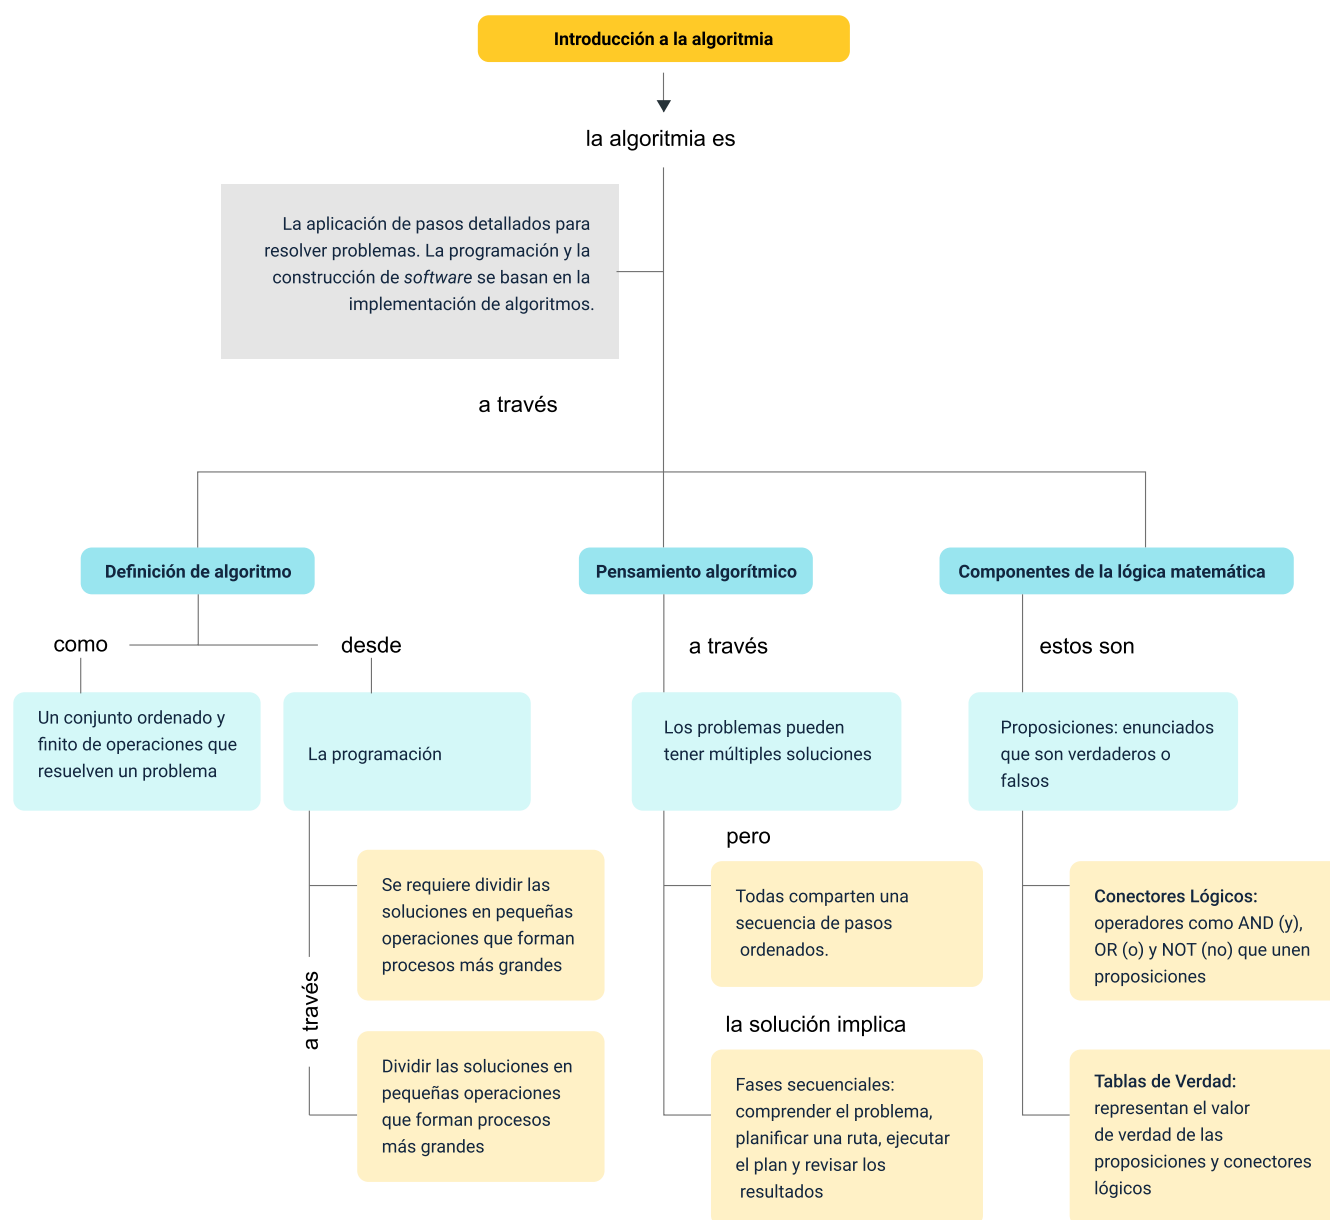 Introducción a la algoritmia
la algoritmia es
La aplicación de pasos detallados para
resolver problemas. La programación y la
construcción de software se basan en la
implementación de algoritmos.
a través
Definición de algoritmo
Pensamiento algorítmico
Componentes de la lógica matemática
como
desde
a través
estos son
Un conjunto ordenado y
finito de operaciones que
resuelven un problema
La programación
Los problemas pueden
tener múltiples soluciones
Proposiciones: enunciados
que son verdaderos o
falsos
a través
Se requiere dividir las
soluciones en pequeñas
operaciones que forman
procesos más grandes
Dividir las soluciones en
pequeñas operaciones
que forman procesos
más grandes
pero
Todas comparten una
secuencia de pasos
ordenados.
la solución implica
Fases secuenciales:
comprender el problema,
planificar una ruta, ejecutar
el plan y revisar los
resultados
Conectores Lógicos:
operadores como AND (y),
OR (o) y NOT (no) que unen
proposiciones
Tablas de Verdad:
representan el valor
de verdad de las
proposiciones y conectores
lógicos